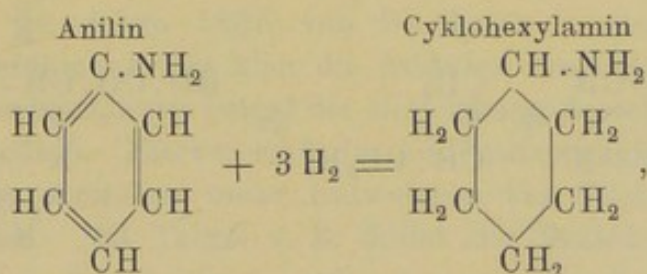 Anilin Cyklohexylamin
C.NH₂ CH.NH₂
HC CH H₂C CH₂
+ 3 H₂ = ,
HC CH H₂C CH₂
CH CH₂